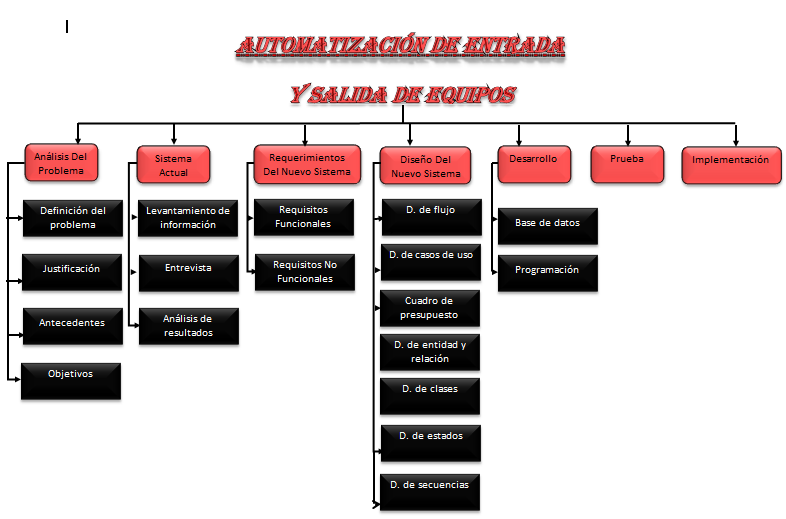 AUTOMATIZACIÓN DE ENTRADA
Y SALIDA DE EQUIPOS
Análisis Del
Problema
Sistema
Actual
Requerimientos
Del Nuevo Sistema
Diseño Del
Nuevo Sistema
Desarrollo
Prueba
Implementación
Definición del
problema
Justificación
Antecedentes
Objetivos
Levantamiento de
información
Entrevista
Análisis de
resultados
Requisitos
Funcionales
Requisitos No
Funcionales
D. de flujo
D. de casos de uso
Cuadro de
presupuesto
D. de entidad y
relación
D. de clases
D. de estados
D. de secuencias
Base de datos
Programación